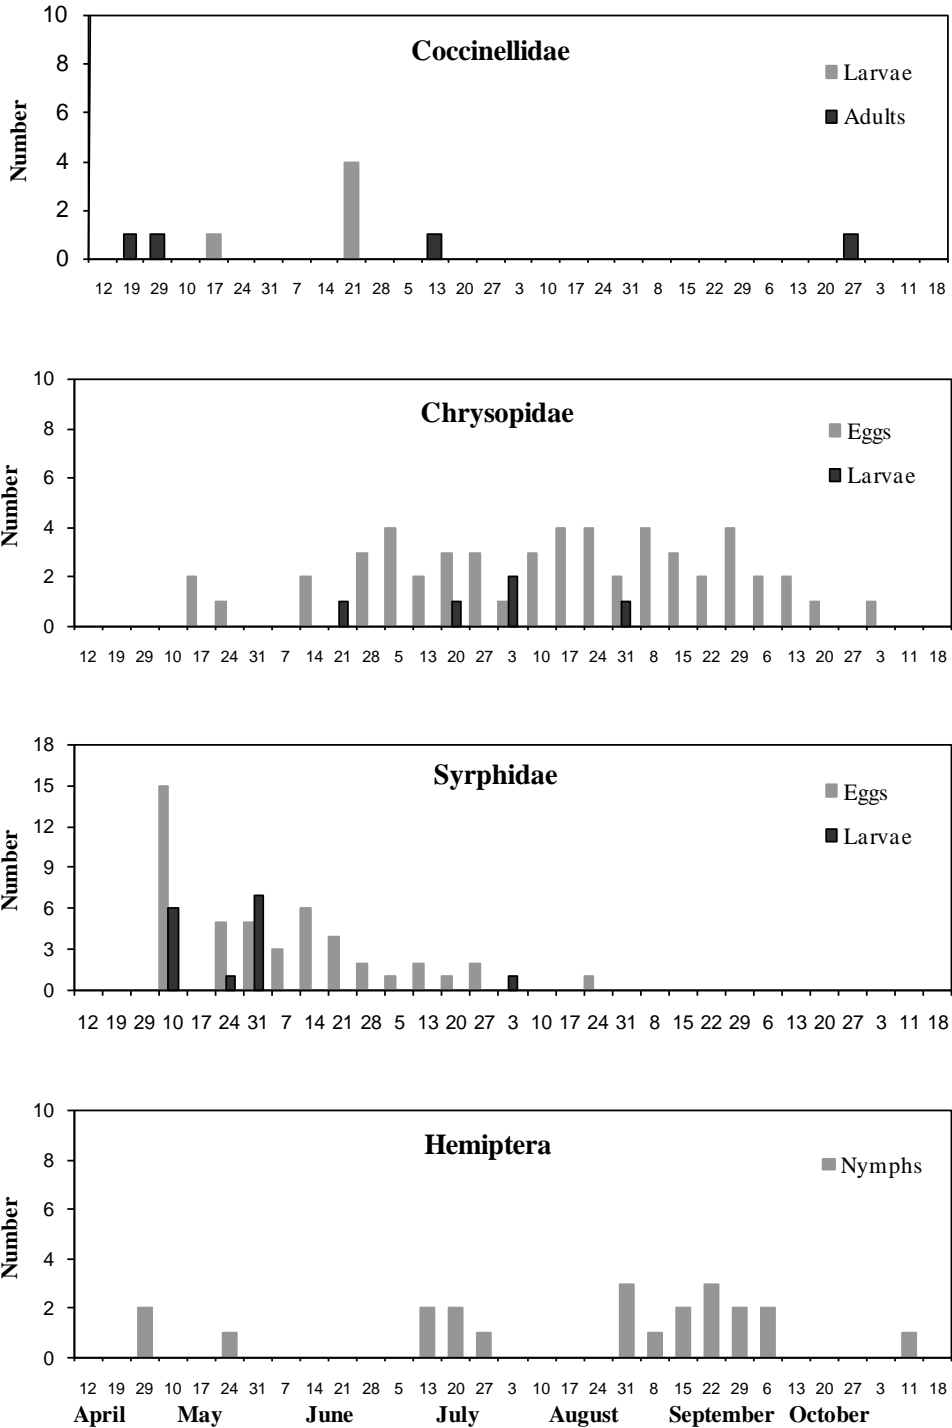 Coccinellidae
Number
10
8
6
4
2
0
Larvae
Adults
12 19 29 10 17 24 31 7 14 21 28 5 13 20 27 3 10 17 24 31 8 15 22 29 6 13 20 27 3 11 18
Chrysopidae
Number
10
8
6
4
2
0
Eggs
Larvae
12 19 29 10 17 24 31 7 14 21 28 5 13 20 27 3 10 17 24 31 8 15 22 29 6 13 20 27 3 11 18
Syrphidae
Number
18
15
12
9
6
3
0
Eggs
Larvae
12 19 29 10 17 24 31 7 14 21 28 5 13 20 27 3 10 17 24 31 8 15 22 29 6 13 20 27 3 11 18
Hemiptera
Number
10
8
6
4
2
0
Nymphs
12 19 29 10 17 24 31 7 14 21 28 5 13 20 27 3 10 17 24 31 8 15 22 29 6 13 20 27 3 11 18
April May June July August September October